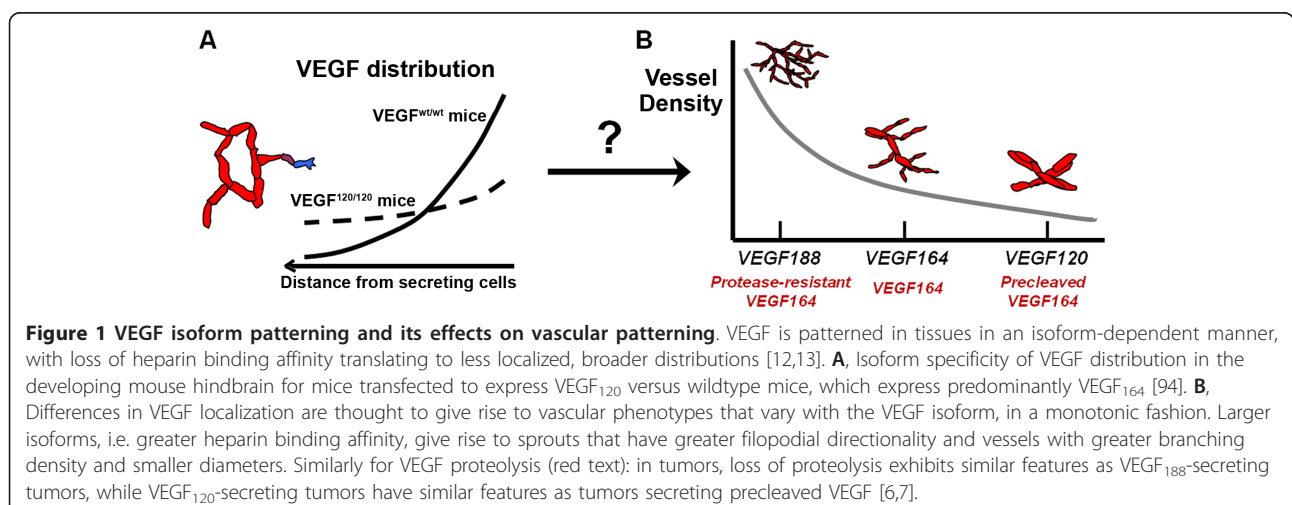 A
VEGF distribution
VEGFwt/wt mice
VEGF120/120 mice
Distance from secreting cells
?
B
Vessel
Density
VEGF188 VEGF164 VEGF120
Protease-resistant
VEGF164
VEGF164
Precleaved
VEGF164
Figure 1 VEGF isoform patterning and its effects on vascular patterning. VEGF is patterned in tissues in an isoform-dependent manner,
with loss of heparin binding affinity translating to less localized, broader distributions [12,13]. A, Isoform specificity of VEGF distribution in the
developing mouse hindbrain for mice transfected to express VEGF120 versus wildtype mice, which express predominantly VEGF164 [94]. B,
Differences in VEGF localization are thought to give rise to vascular phenotypes that vary with the VEGF isoform, in a monotonic fashion. Larger
isoforms, i.e. greater heparin binding affinity, give rise to sprouts that have greater filopodial directionality and vessels with greater branching
density and smaller diameters. Similarly for VEGF proteolysis (red text): in tumors, loss of proteolysis exhibits similar features as VEGF188-secreting
tumors, while VEGF120-secreting tumors have similar features as tumors secreting precleaved VEGF [6,7].